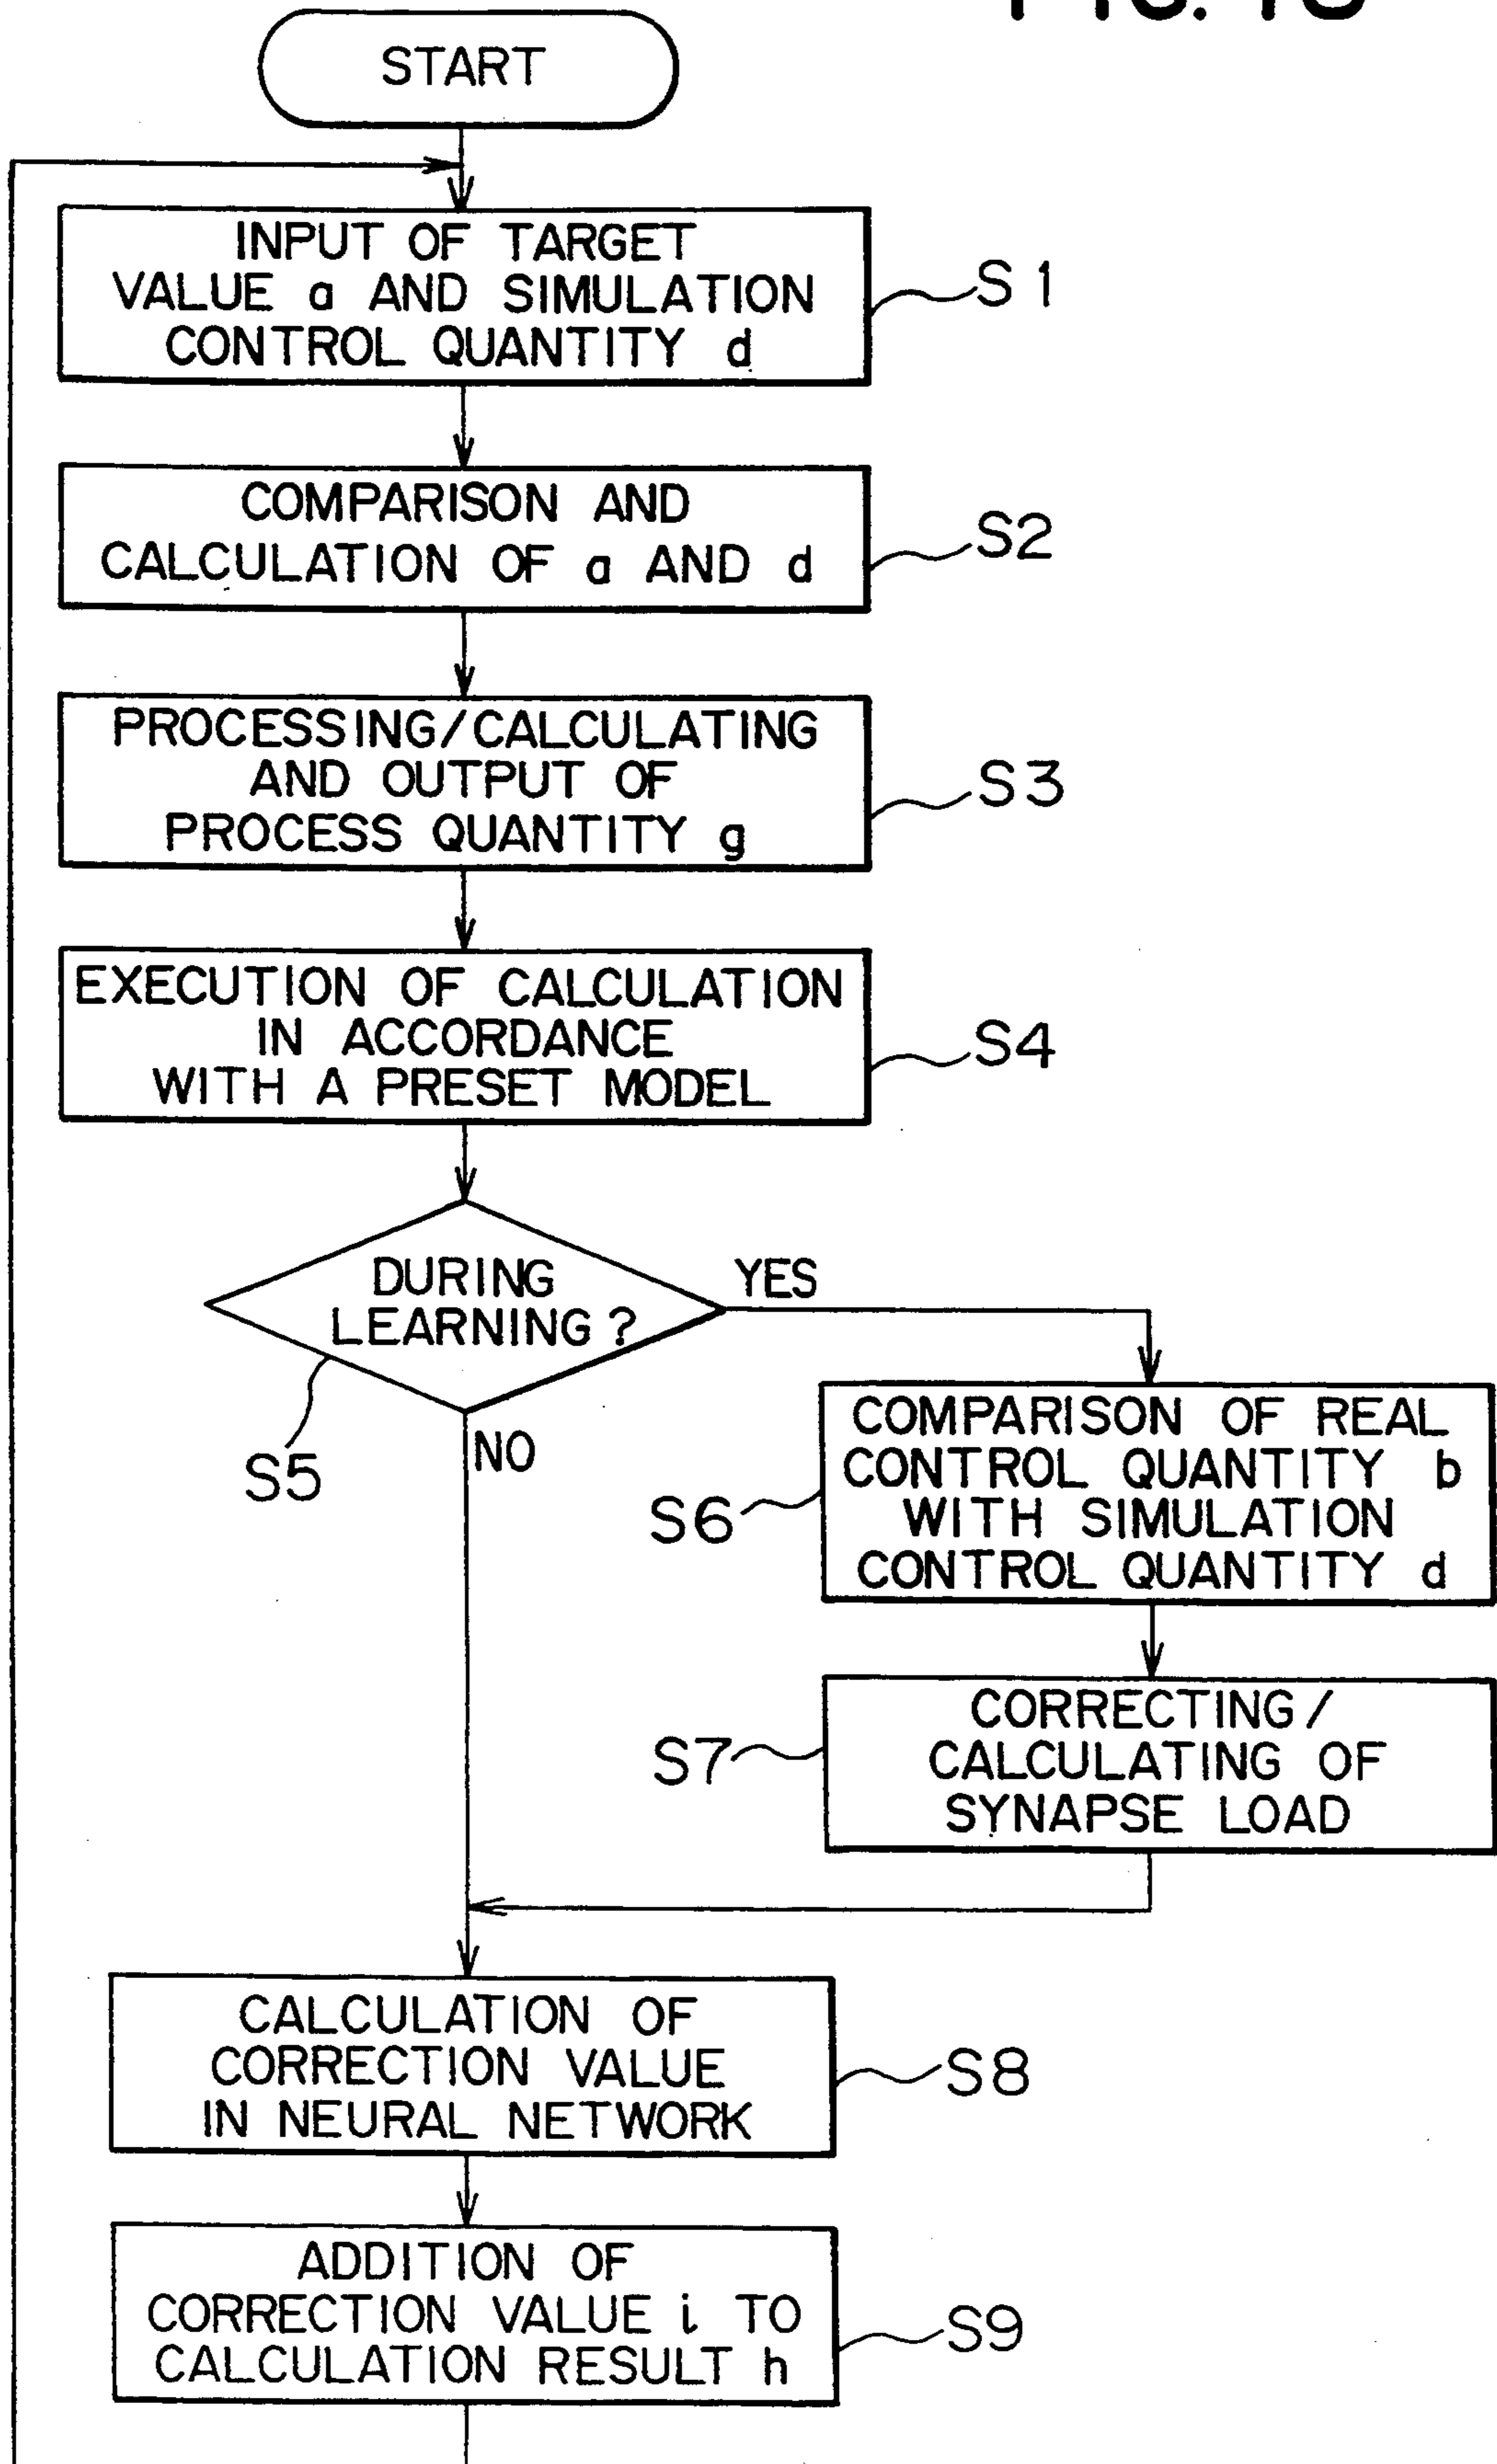 START
INPUT OF TARGET
VALUE a AND SIMULATION
CONTROL QUANTITY d
S1
COMPARISON AND
CALCULATION OF a AND d
S2
PROCESSING/CALCULATING
AND OUTPUT OF
PROCESS QUANTITY g
S3
EXECUTION OF CALCULATION
IN ACCORDANCE
WITH A PRESET MODEL
S4
DURING
LEARNING?
YES
S5
NO
COMPARISON OF REAL
CONTROL QUANTITY b
WITH SIMULATION
CONTROL QUANTITY d
S6
CORRECTING/
CALCULATING OF
SYNAPSE LOAD
S7
CALCULATION OF
CORRECTION VALUE
IN NEURAL NETWORK
S8
ADDITION OF
CORRECTION VALUE i TO
CALCULATION RESULT h
S9